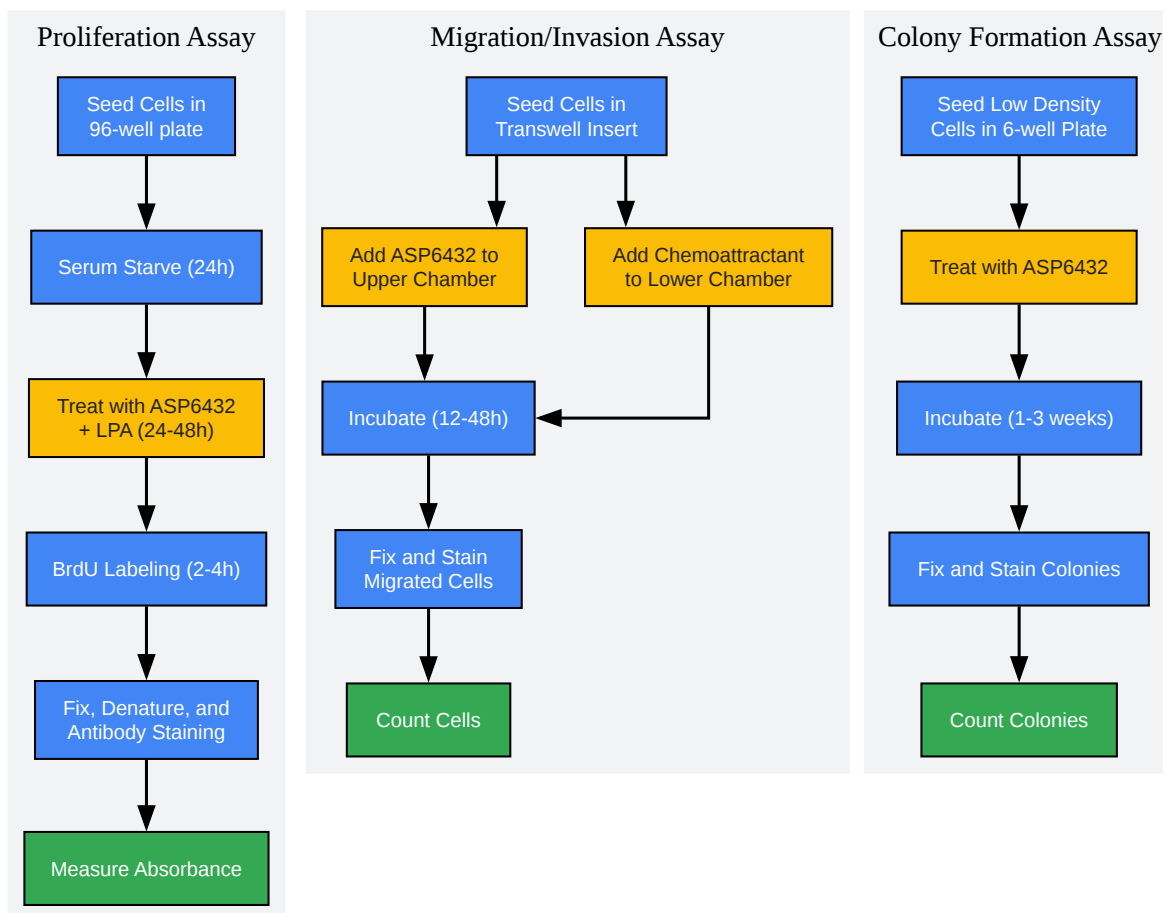 Proliferation Assay
Seed Cells in
96-well plate
Serum Starve (24h)
Treat with ASP6432
+ LPA (24-48h)
BrdU Labeling (2-4h)
Fix, Denature, and
Antibody Staining
Measure Absorbance
Migration/Invasion Assay
Seed Cells in
Transwell Insert
Add ASP6432 to
Upper Chamber
Add Chemoattractant
to Lower Chamber
Incubate (12-48h)
Fix and Stain
Migrated Cells
Count Cells
Colony Formation Assay
Seed Low Density
Cells in 6-well Plate
Treat with ASP6432
Incubate (1-3 weeks)
Fix and Stain Colonies
Count Colonies